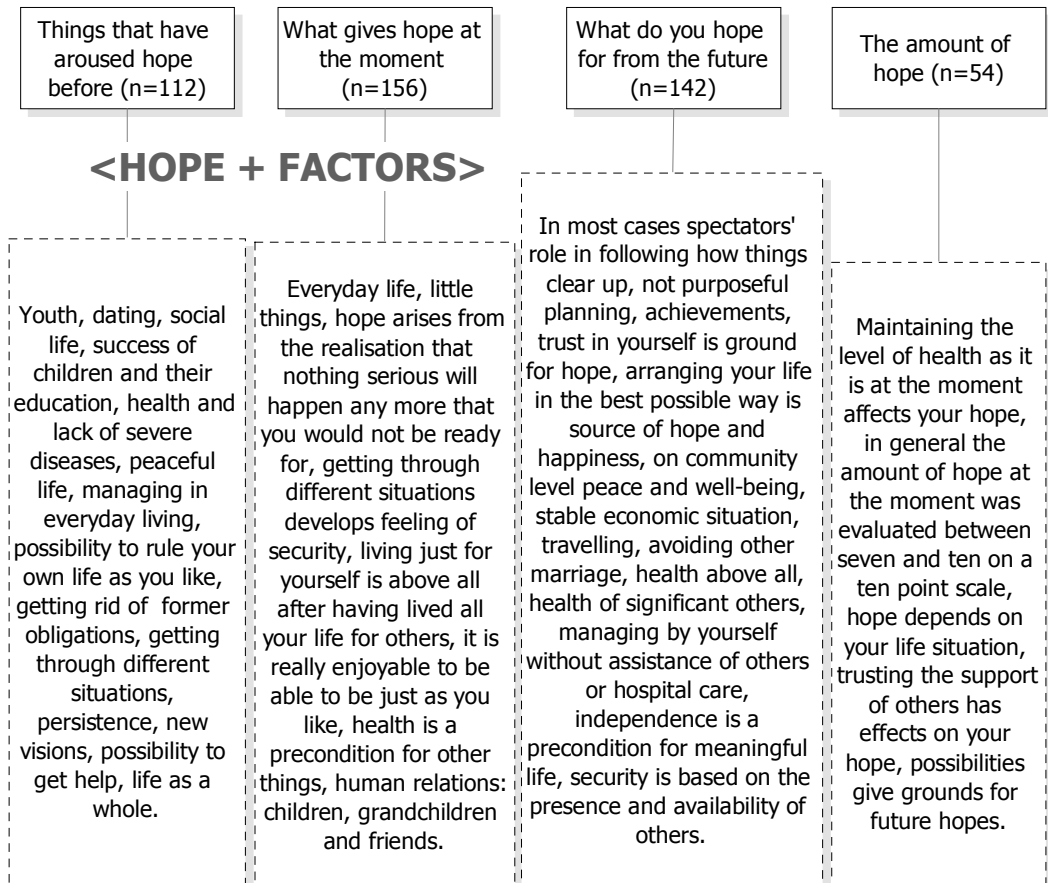 Things that have
aroused hope
before (n=112)
What gives hope at
the moment
(n=156)
What do you hope
for from the future
(n=142)
The amount of
hope (n=54)
<HOPE + FACTORS>
Youth, dating, social
life, success of
children and their
education, health and
lack of severe
diseases, peaceful
life, managing in
everyday living,
possibility to rule your
own life as you like,
getting rid of former
obligations, getting
through different
situations,
persistence, new
visions, possibility to
get help, life as a
whole.
Everyday life, little
things, hope arises from
the realisation that
nothing serious will
happen any more that
you would not be ready
for, getting through
different situations
develops feeling of
security, living just for
yourself is above all
after having lived all
your life for others, it is
really enjoyable to be
able to be just as you
like, health is a
precondition for other
things, human relations:
children, grandchildren
and friends.
In most cases spectators'
role in following how things
clear up, not purposeful
planning, achievements,
trust in yourself is ground
for hope, arranging your life
in the best possible way is
source of hope and
happiness, on community
level peace and well-being,
stable economic situation,
travelling, avoiding other
marriage, health above all,
health of significant others,
managing by yourself
without assistance of others
or hospital care,
independence is a
precondition for meaningful
life, security is based on the
presence and availability of
others.
Maintaining the
level of health as it
is at the moment
affects your hope,
in general the
amount of hope at
the moment was
evaluated between
seven and ten on a
ten point scale,
hope depends on
your life situation,
trusting the support
of others has
effects on your
hope, possibilities
give grounds for
future hopes.